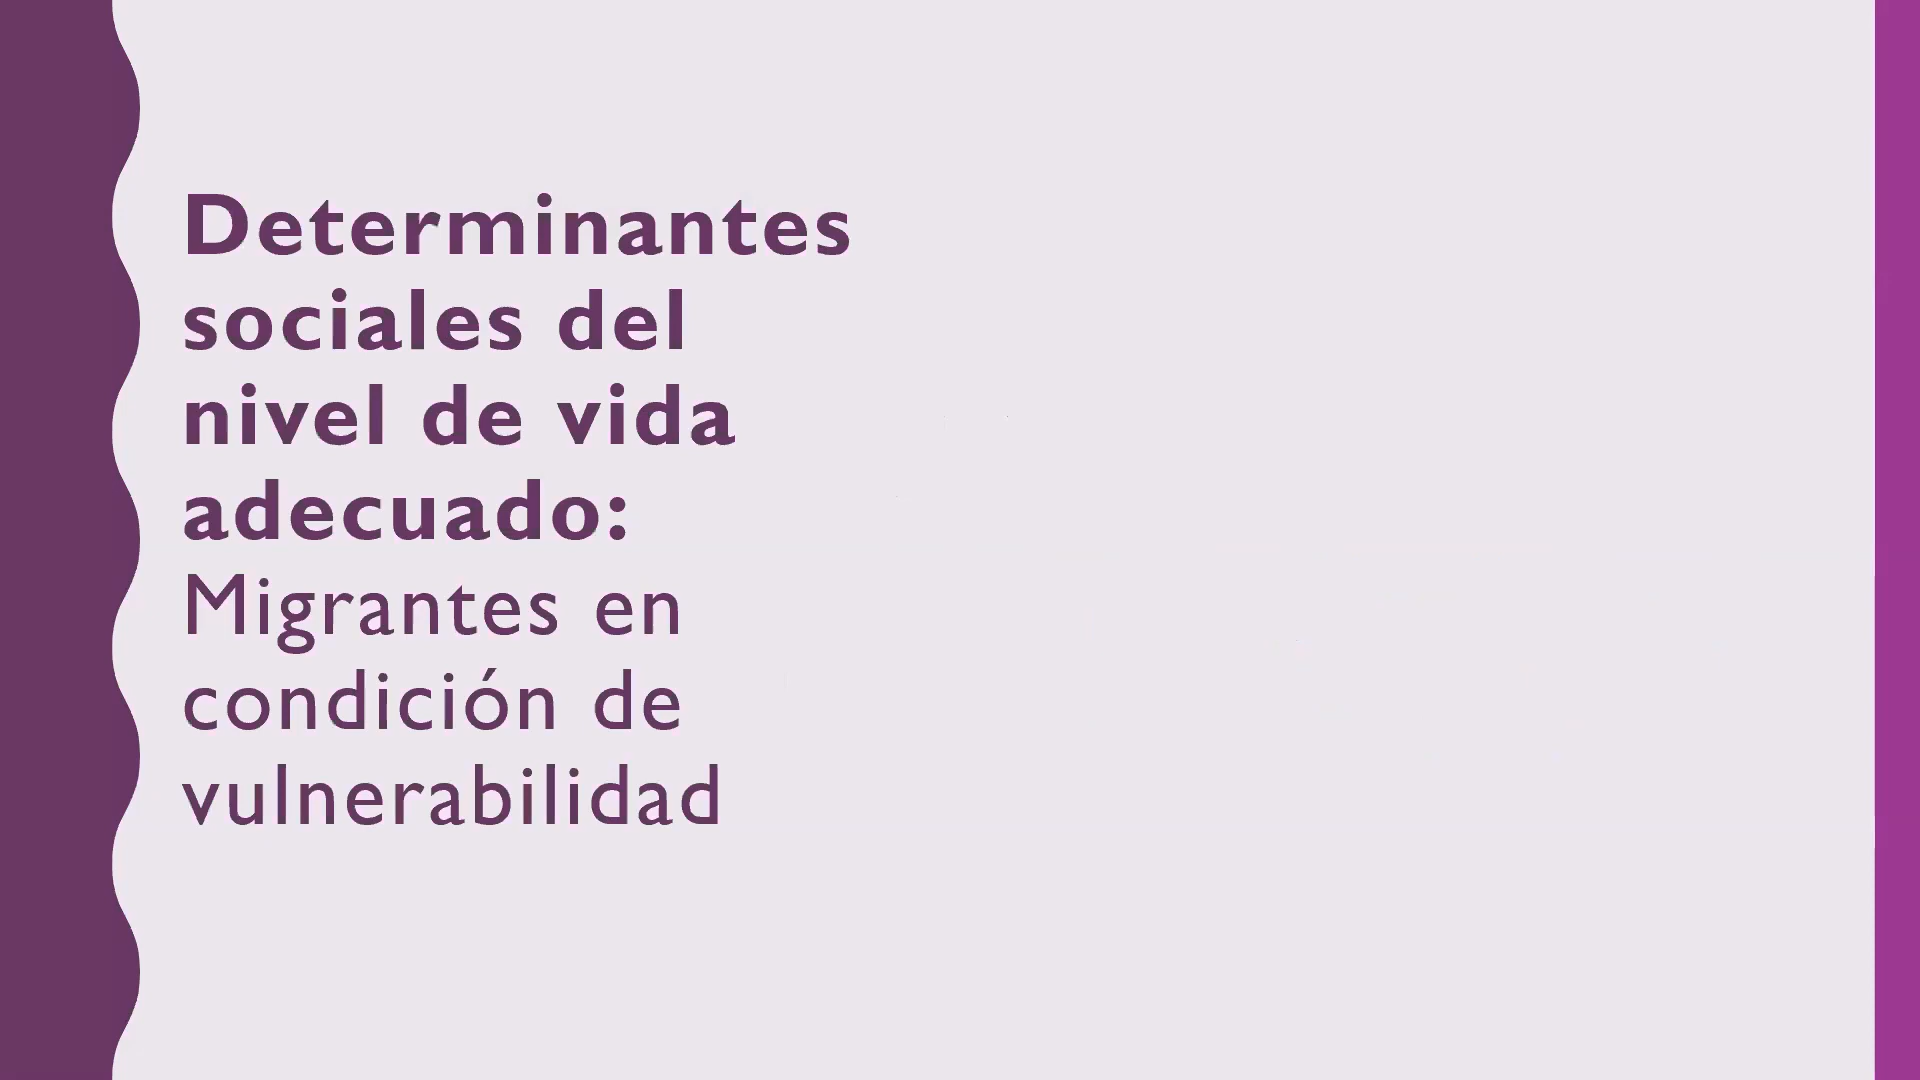 Determinantes
sociales del
nivel de vida
adecuado:
Migrantes en
condición de
vulnerabilidad